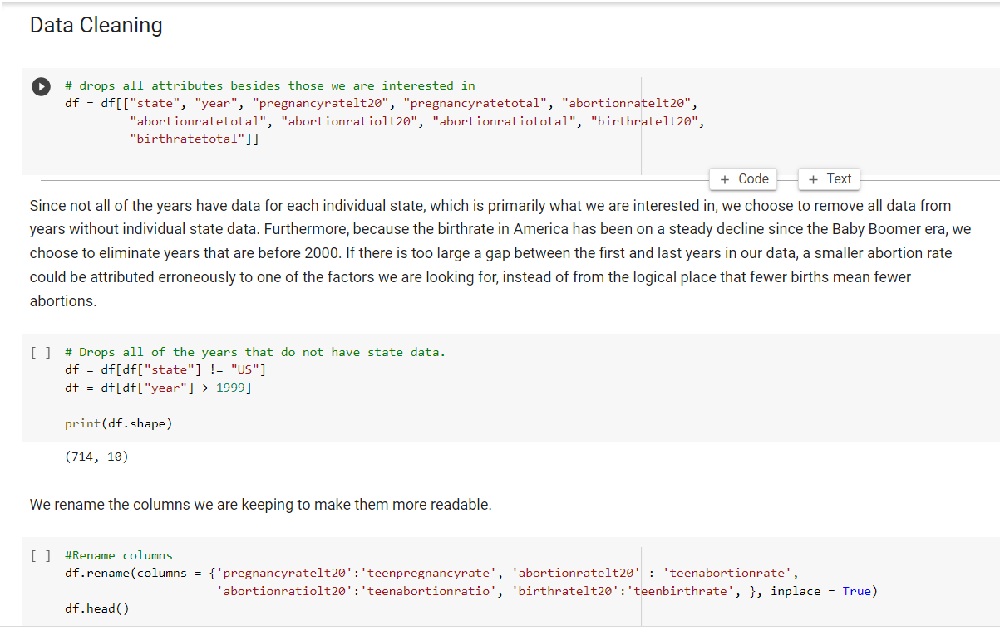 Data Cleaning
# drops all attributes besides those we are interested in
df = df[["state", "year", "pregnancyratelt20", "pregnancyratetotal", "abortionratelt20",
"abortionratetotal", "abortionratiolt20", "abortionratiototal", "birthratelt20",
"birthratetotal"]]
+ Code + Text
Since not all of the years have data for each individual state, which is primarily what we are interested in, we choose to remove all data from
years without individual state data. Furthermore, because the birthrate in America has been on a steady decline since the Baby Boomer era, we
choose to eliminate years that are before 2000. If there is too large a gap between the first and last years in our data, a smaller abortion rate
could be attributed erroneously to one of the factors we are looking for, instead of from the logical place that fewer births mean fewer
abortions.
[ ] # Drops all of the years that do not have state data.
df = df[df["state"] != "US"]
df = df[df["year"] > 1999]
print(df.shape)
(714, 10)
We rename the columns we are keeping to make them more readable.
[ ] #Rename columns
df.rename(columns = {'pregnancyratelt20':'teenpregnancyrate', 'abortionratelt20' : 'teenabortionrate',
'abortionratiolt20':'teenabortionratio', 'birthratelt20':'teenbirthrate', }, inplace = True)
df.head()